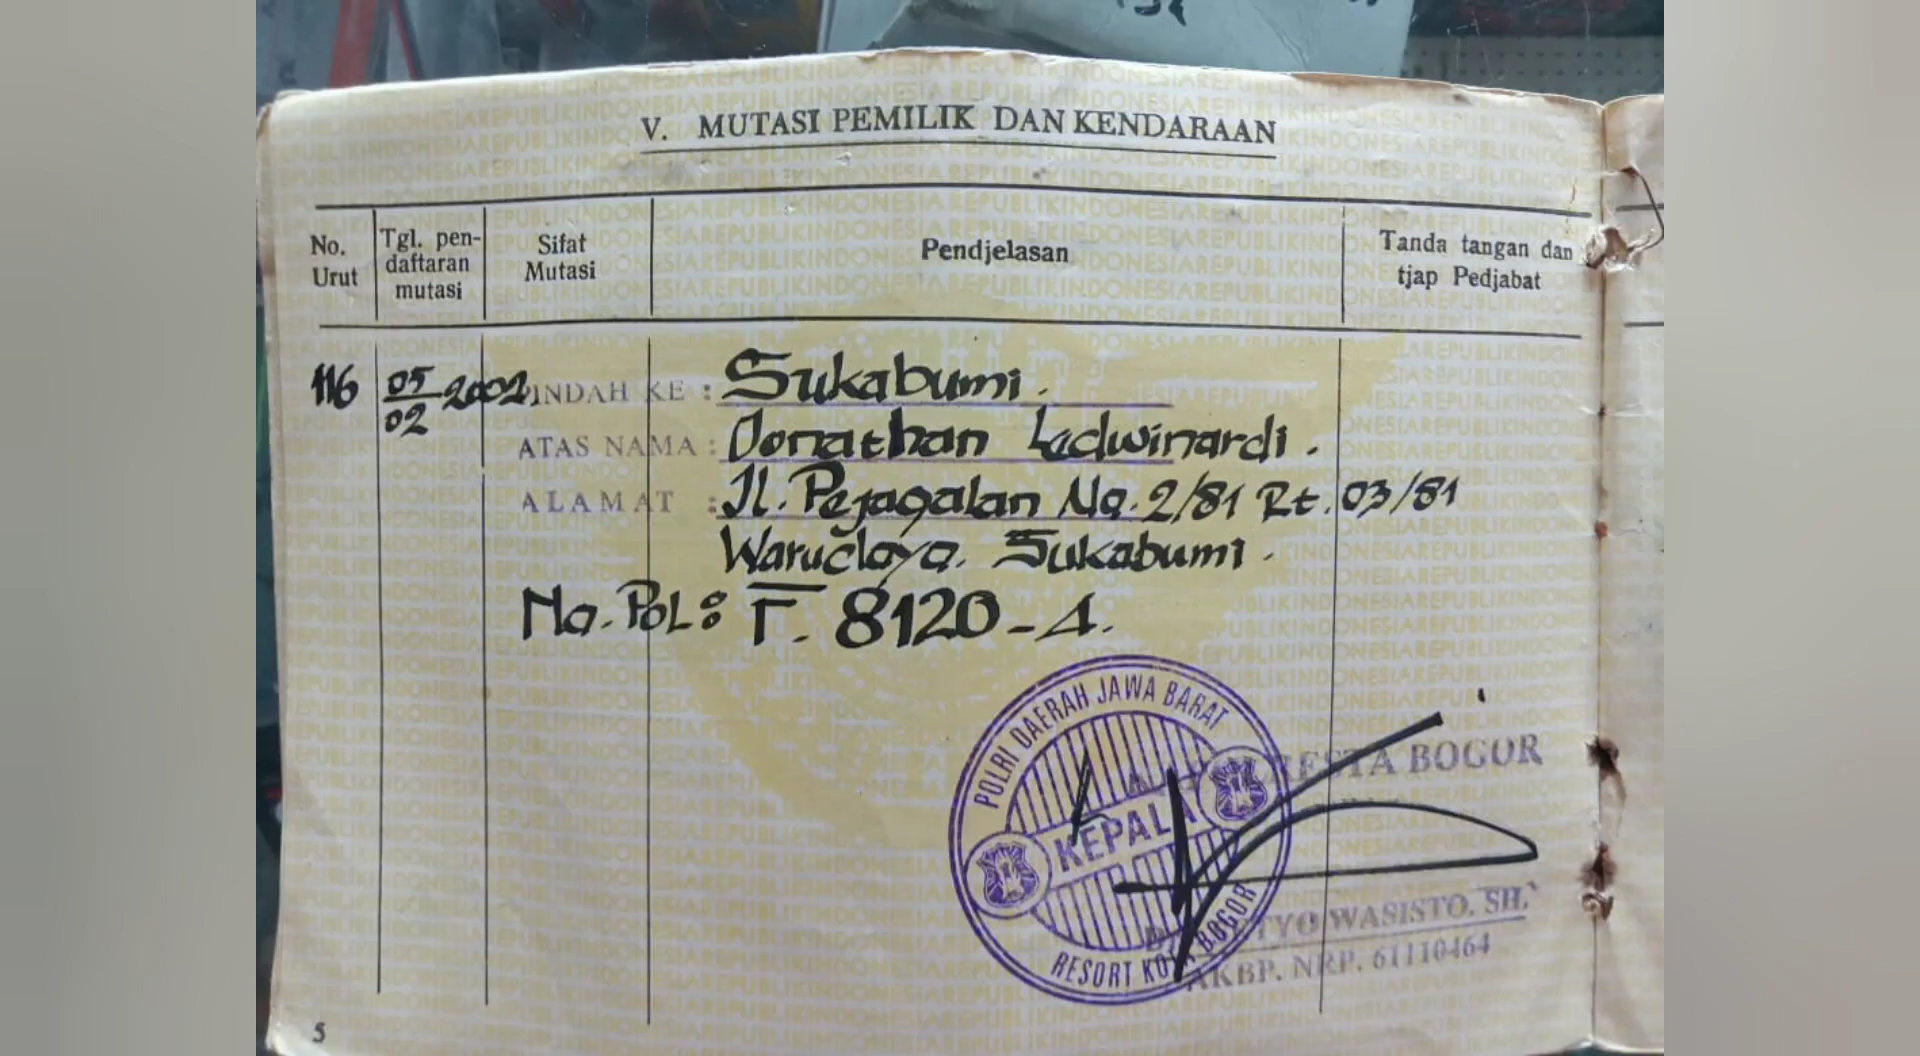 V. MUTASI PEMILIK DAN KENDARAAN
No. Urut
Tgl. pen-
daftaran
mutasi
Sifat
Mutasi
Pendjelasan
Tanda tangan dan
tjap Pedjabat
116
05/02-2002.
INDAH KE : Sukabumi.
ATAS NAMA : Jonathan Ledwinardi.
ALAMAT : Jl. Pejagalan No. 2/81 Rt. 03/81
Warudoyo. Sukabumi.
No. Pol : F. 8120-A.
POLRI DAERAH JAWA BARAT
KEPALA
RESORT KOTA BOGOR
RESTA BOGOR
TYO WASISTO. SH.
AKBP. NRP. 61110464
5